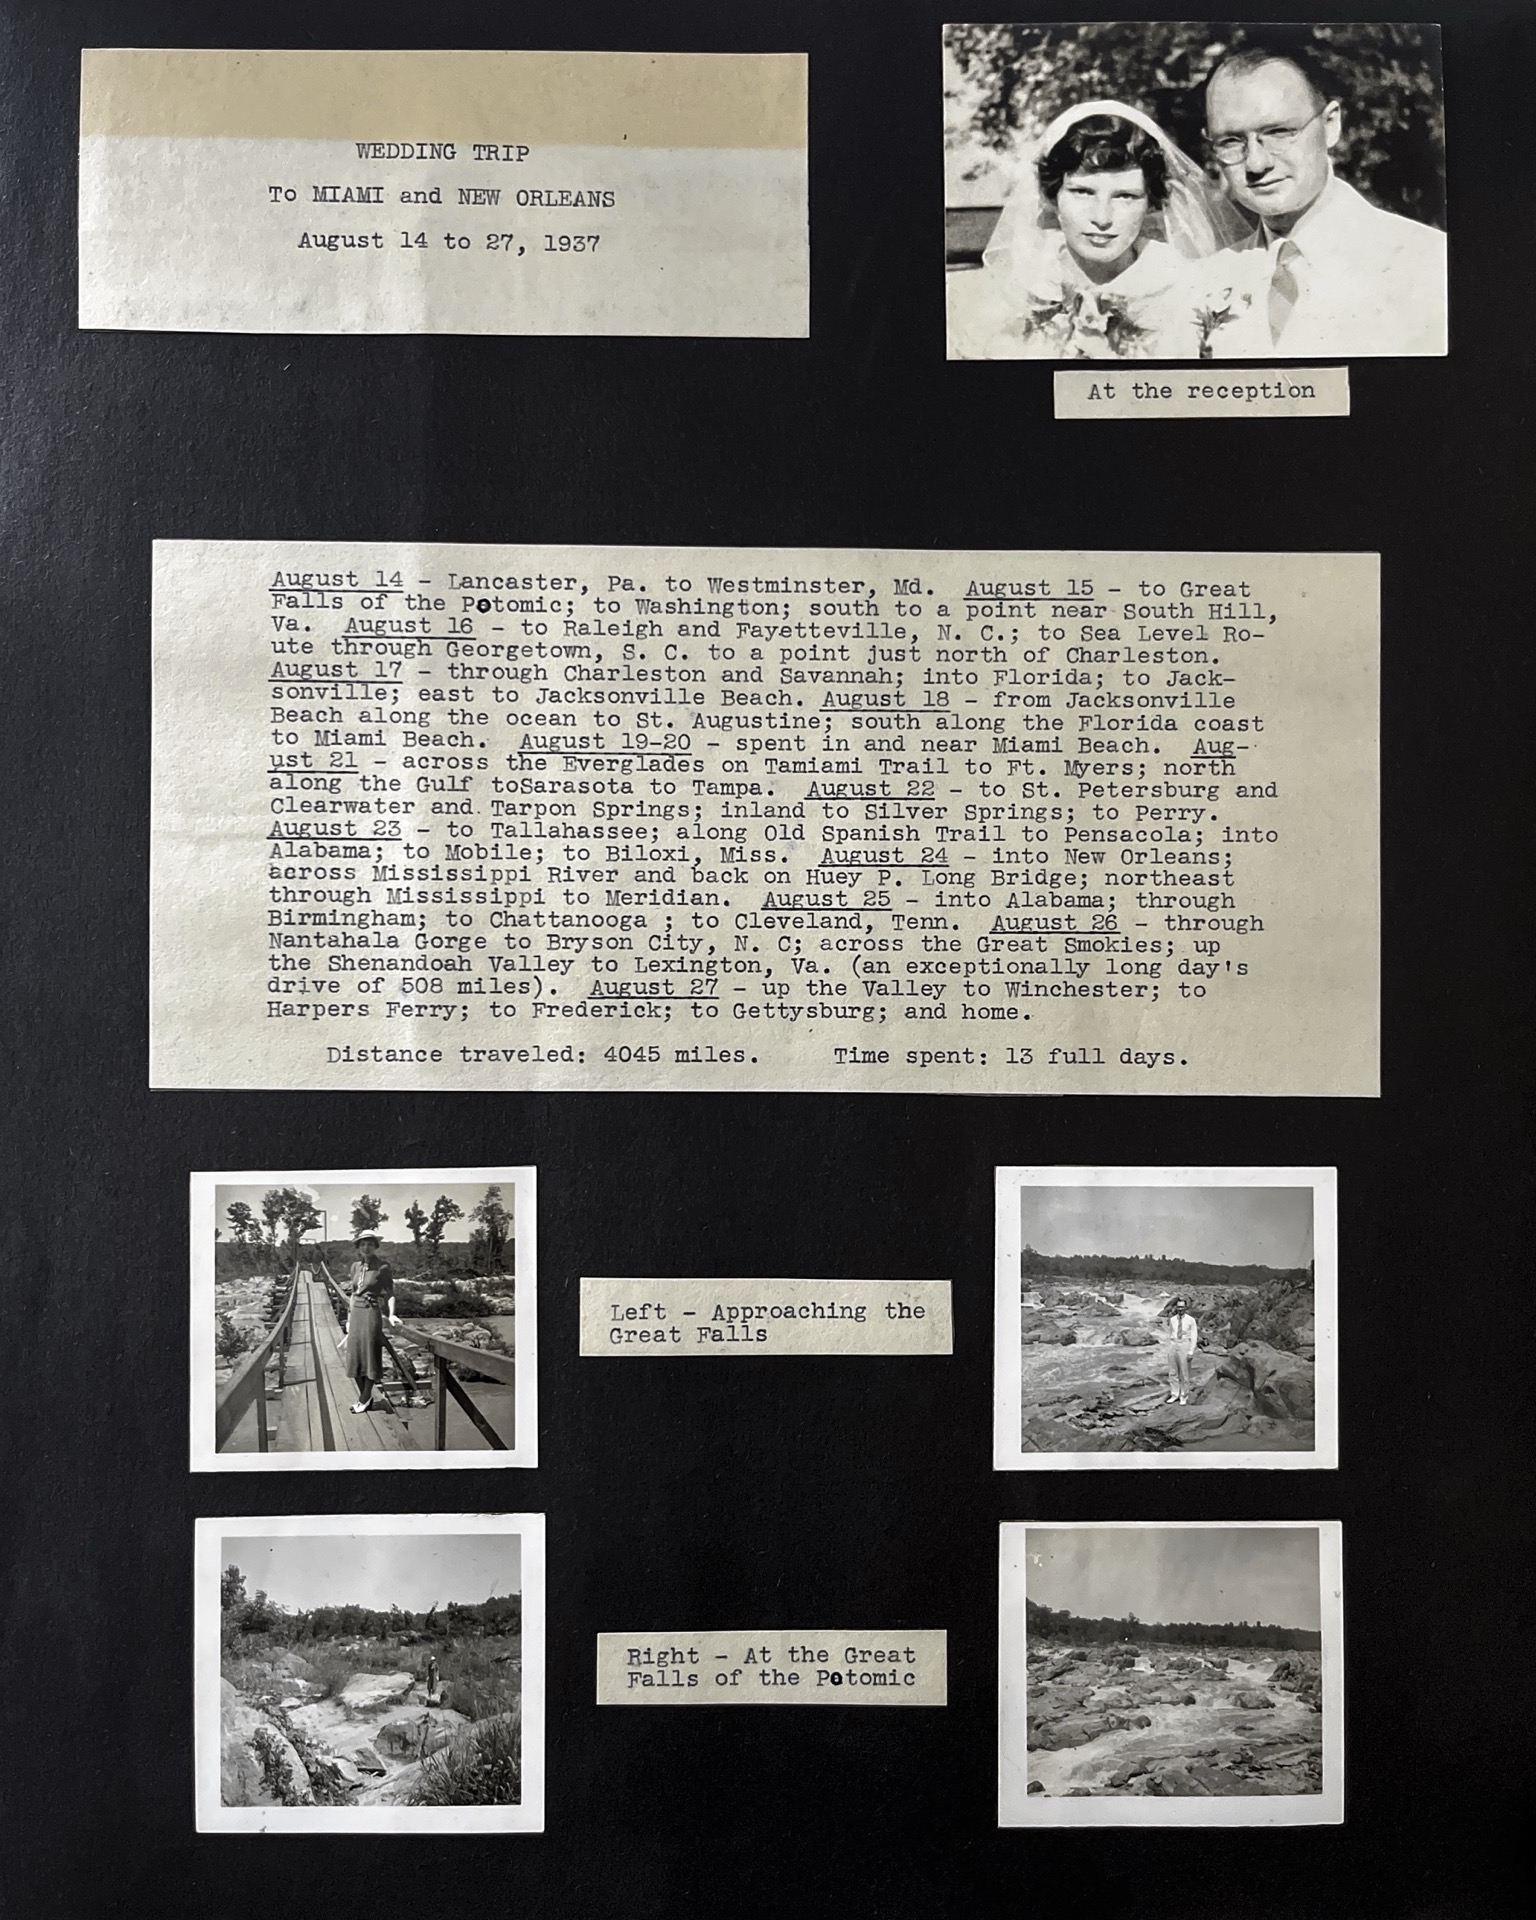 WEDDING TRIP
To MIAMI and NEW ORLEANS
August 14 to 27, 1937
At the reception
August 14 - Lancaster, Pa. to Westminster, Md.  August 15 - to Great
Falls of the Potomic; to Washington; south to a point near South Hill,
Va.  August 16 - to Raleigh and Fayetteville, N. C.; to Sea Level Ro-
ute through Georgetown, S. C. to a point just north of Charleston.
August 17 - through Charleston and Savannah; into Florida; to Jack-
sonville; east to Jacksonville Beach. August 18 - from Jacksonville
Beach along the ocean to St. Augustine; south along the Florida coast
to Miami Beach.  August 19-20 - spent in and near Miami Beach.  Aug-
ust 21 - across the Everglades on Tamiami Trail to Ft. Myers; north
along the Gulf toSarasota to Tampa.  August 22 - to St. Petersburg and
Clearwater and Tarpon Springs; inland to Silver Springs; to Perry.
August 23 - to Tallahassee; along Old Spanish Trail to Pensacola; into
Alabama; to Mobile; to Biloxi, Miss.  August 24 - into New Orleans;
across Mississippi River and back on Huey P. Long Bridge; northeast
through Mississippi to Meridian.  August 25 - into Alabama; through
Birmingham; to Chattanooga ; to Cleveland, Tenn.  August 26 - through
Nantahala Gorge to Bryson City, N. C; across the Great Smokies; up
the Shenandoah Valley to Lexington, Va. (an exceptionally long day's
drive of 508 miles).  August 27 - up the Valley to Winchester; to
Harpers Ferry; to Frederick; to Gettysburg; and home.
Distance traveled: 4045 miles.     Time spent: 13 full days.
Left - Approaching the
Great Falls
Right - At the Great
Falls of the Potomic